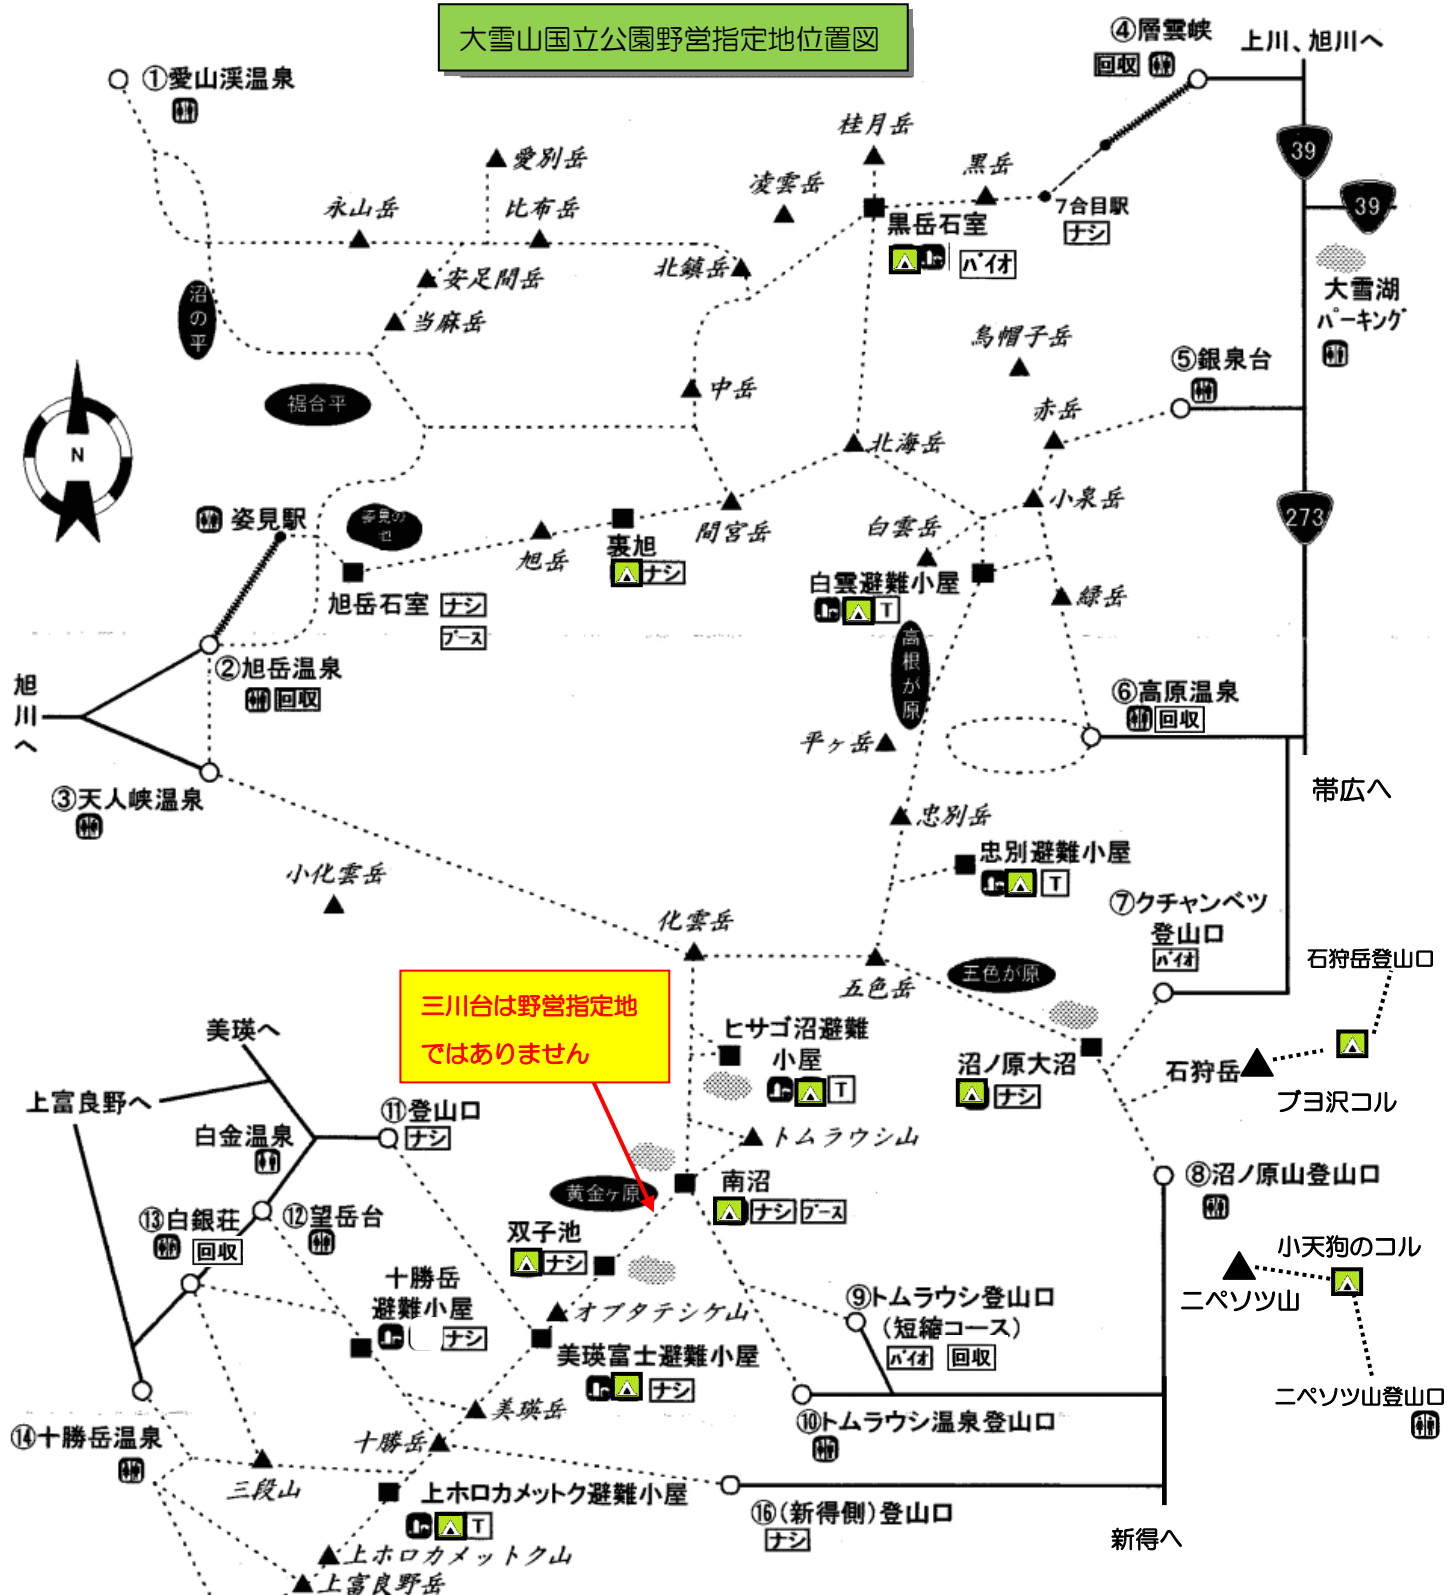 大雪山国立公園野営指定地位置図
④層雲峡
回収
上川、旭川へ
①愛山渓温泉
39
39
桂月岳
愛別岳
凌雲岳
黒岳
永山岳
比布岳
7合目駅
ナシ
黒岳石室
バイオ
北鎮岳
安足間岳
当麻岳
沼の平
大雪湖
パーキング
烏帽子岳
⑤銀泉台
中岳
裾合平
赤岳
N
北海岳
小泉岳
姿見駅
姿見の池
273
間宮岳
白雲岳
旭岳
裏旭
ナシ
白雲避難小屋
T
緑岳
旭岳石室
ナシ
ブース
高根が原
②旭岳温泉
回収
旭川へ
⑥高原温泉
回収
平ヶ岳
帯広へ
③天人峡温泉
忠別岳
忠別避難小屋
T
小化雲岳
⑦クチャンベツ
登山口
バイオ
化雲岳
五色岳
五色が原
石狩岳登山口
三川台は野営指定地
ではありません
美瑛へ
ヒサゴ沼避難
小屋
T
沼ノ原大沼
ナシ
石狩岳
ブヨ沢コル
上富良野へ
⑪登山口
ナシ
白金温泉
トムラウシ山
南沼
ナシ
ブース
黄金ヶ原
⑧沼ノ原山登山口
⑬白銀荘
回収
⑫望岳台
双子池
ナシ
小天狗のコル
ニペソツ山
十勝岳
避難小屋
ナシ
オプタテシケ山
⑨トムラウシ登山口
(短縮コース)
バイオ
回収
美瑛富士避難小屋
ナシ
ニペソツ山登山口
美瑛岳
⑩トムラウシ温泉登山口
⑭十勝岳温泉
十勝岳
三段山
上ホロカメットク避難小屋
T
⑯(新得側)登山口
ナシ
新得へ
上ホロカメットク山
上富良野岳